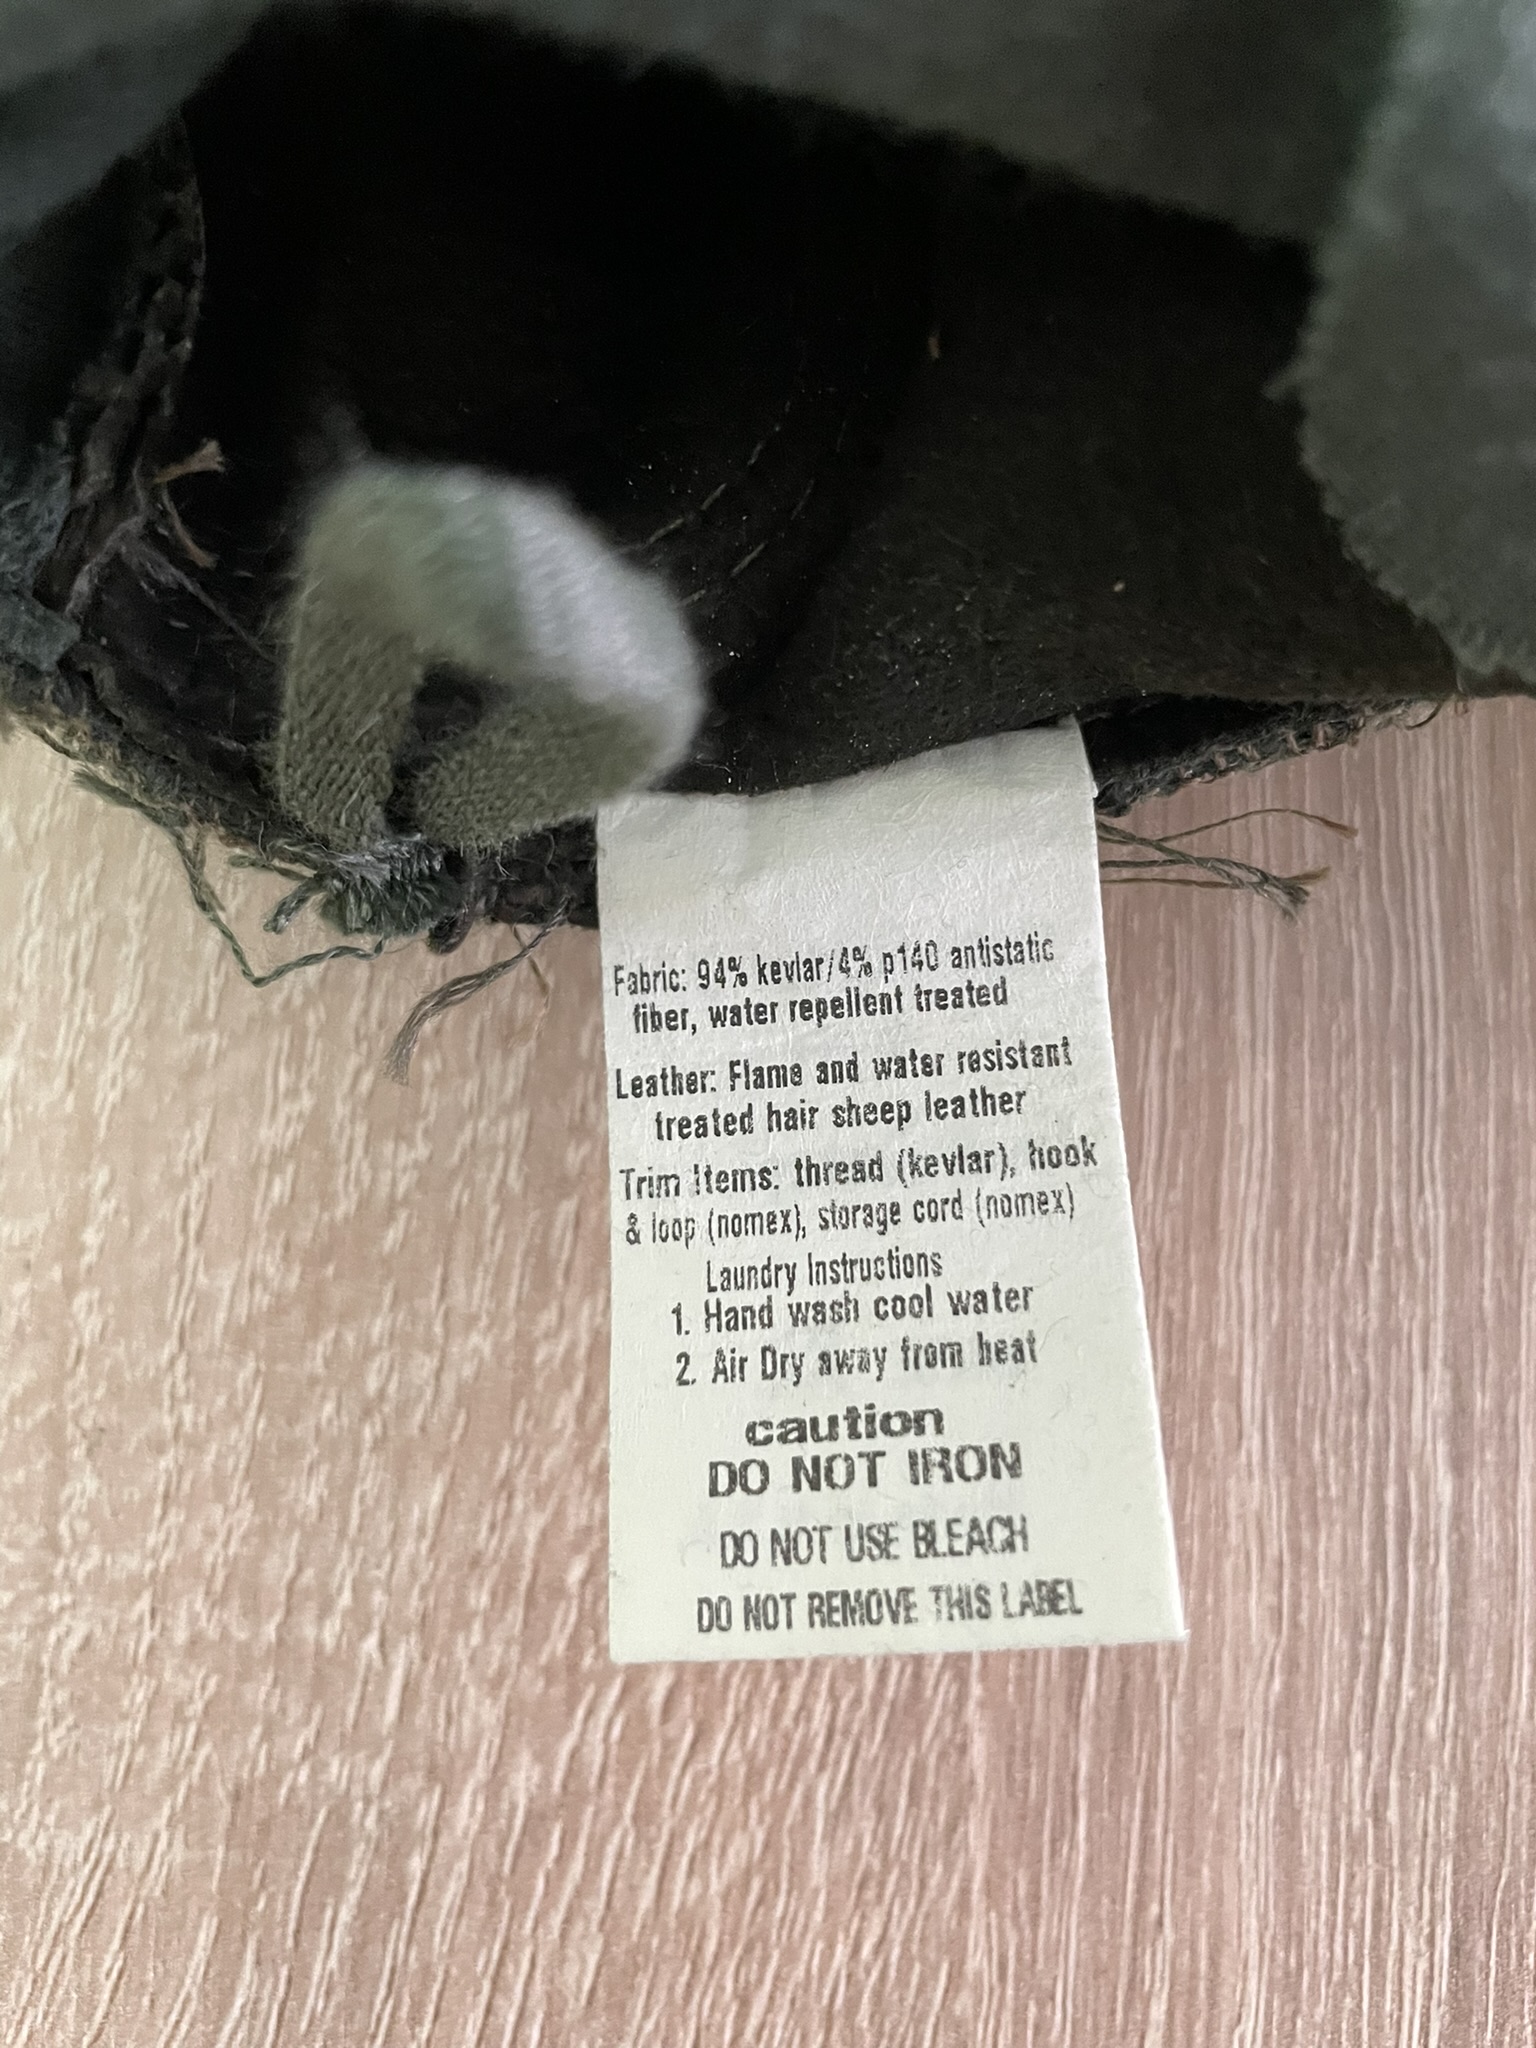 Fabric: 94% kevlar/4% p140 antistatic
fiber, water repellent treated
Leather: Flame and water resistant
treated hair sheep leather
Trim Items: thread (kevlar), hook
& loop (nomex), storage cord (nomex)
Laundry Instructions
1. Hand wash cool water
2. Air Dry away from heat
caution
DO NOT IRON
DO NOT USE BLEACH
DO NOT REMOVE THIS LABEL